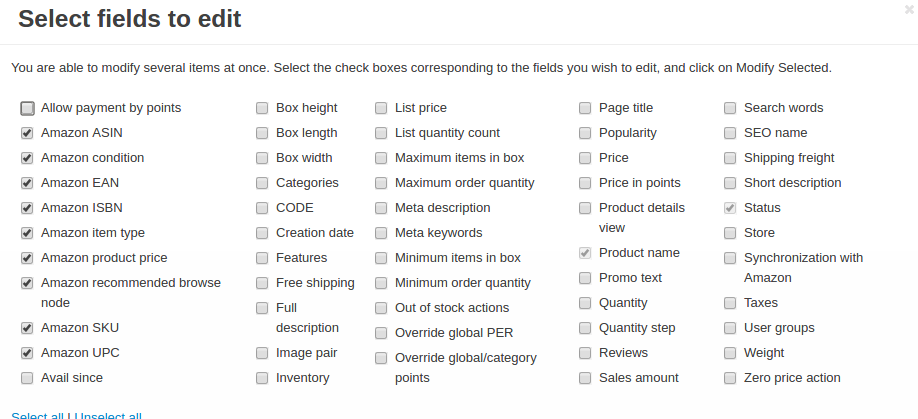 Select fields to edit
You are able to modify several items at once. Select the check boxes corresponding to the fields you wish to edit, and click on Modify Selected.
Allow payment by points
Amazon ASIN
Amazon condition
Amazon EAN
Amazon ISBN
Amazon item type
Amazon product price
Amazon recommended browse
node
Amazon SKU
Amazon UPC
Avail since
Box height
Box length
Box width
Categories
CODE
Creation date
Features
Free shipping
Full
description
Image pair
Inventory
List price
List quantity count
Maximum items in box
Maximum order quantity
Meta description
Meta keywords
Minimum items in box
Minimum order quantity
Out of stock actions
Override global PER
Override global/category
points
Page title
Popularity
Price
Price in points
Product details
view
Product name
Promo text
Quantity
Quantity step
Reviews
Sales amount
Search words
SEO name
Shipping freight
Short description
Status
Store
Synchronization with
Amazon
Taxes
User groups
Weight
Zero price action
Select all | Unselect all